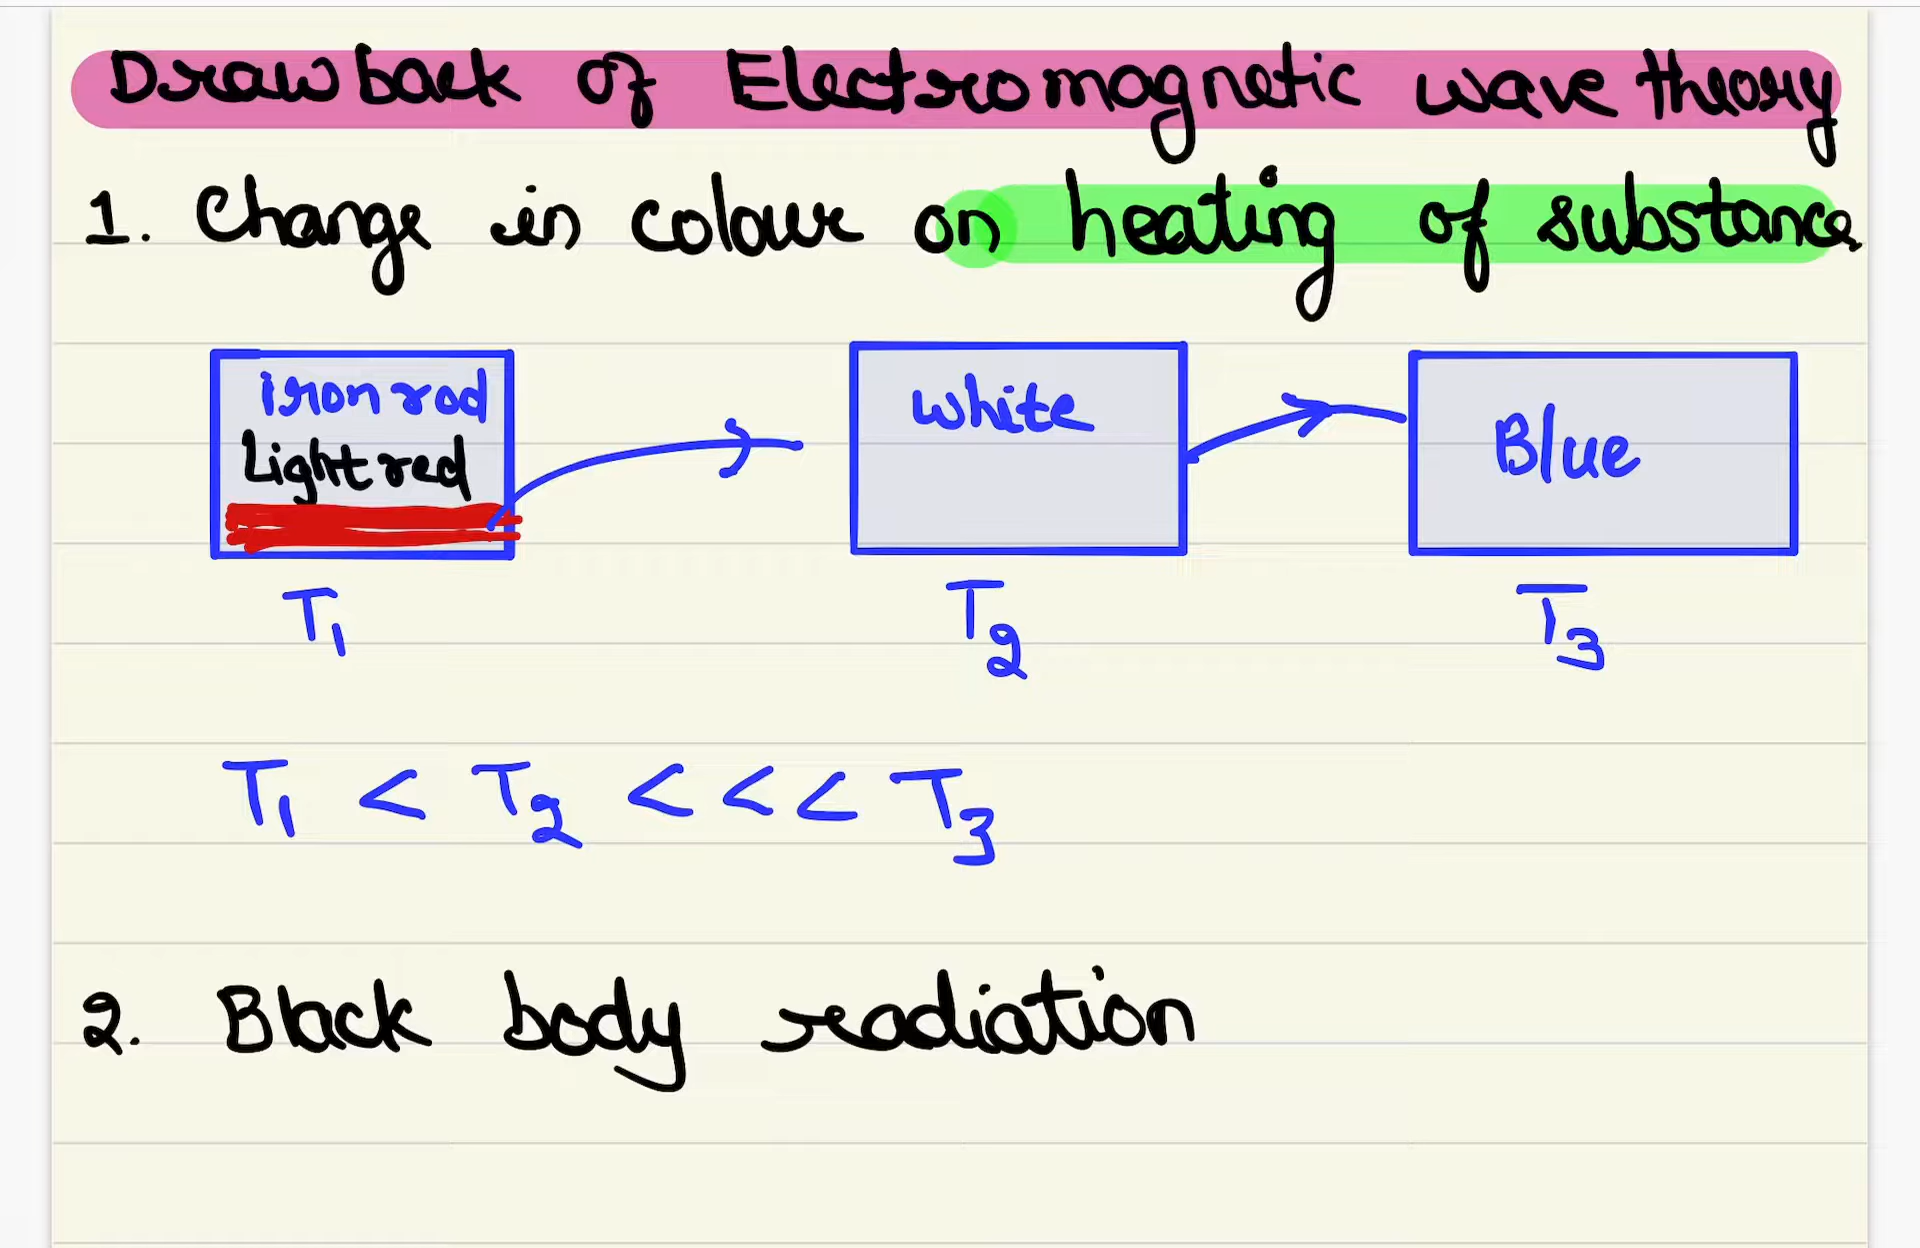 Drawback of Electromagnetic wave theory
1. Change in colour on heating of substance
iron rod
Light red
White
Blue
T1
T2
T3
T1 < T2 < < < T3
2. Black body radiation